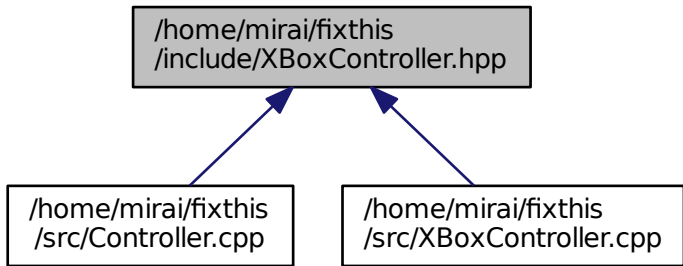 /home/mirai/fixthis
/include/XBoxController.hpp
/home/mirai/fixthis
/src/Controller.cpp
/home/mirai/fixthis
/src/XBoxController.cpp